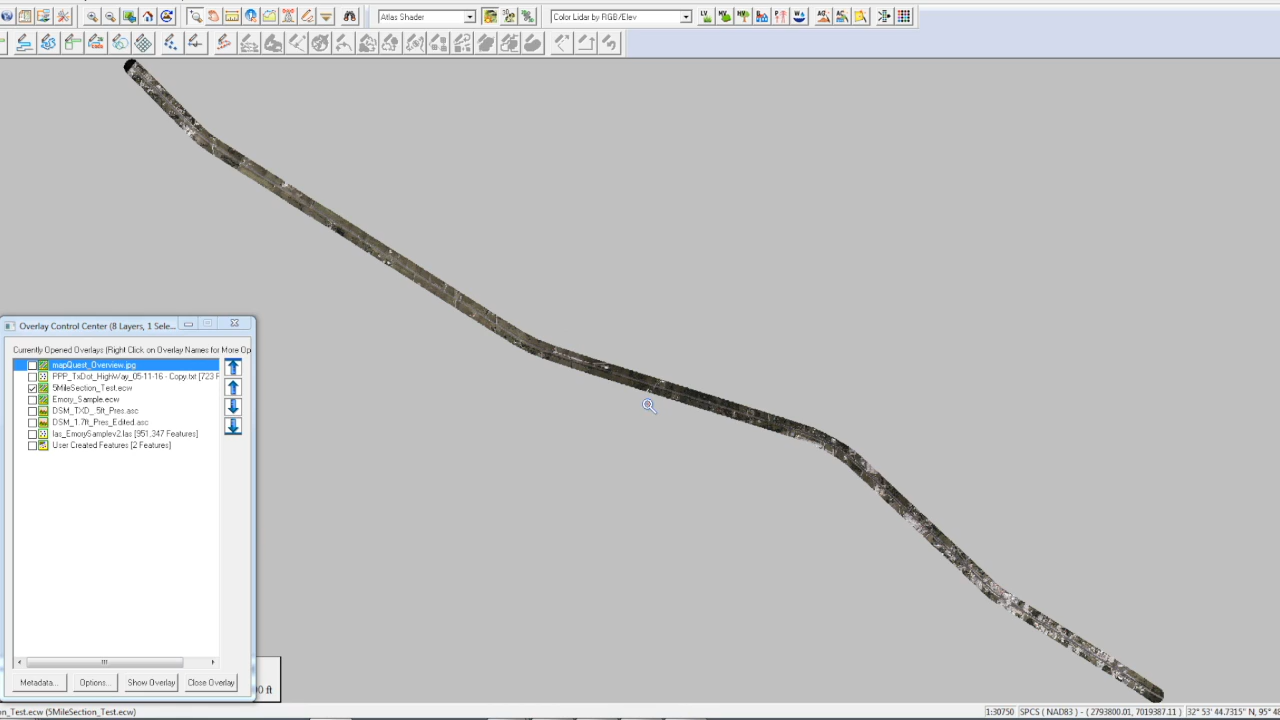 Atlas Shader
Color Lidar by RGB/Elev
Overlay Control Center (8 Layers, 1 Sele...
Currently Opened Overlays (Right Click on Overlay Names for More Op
mapQuest_Overview.jpg
PPP_TxDot_HighWay_05-11-16 - Copy.txt [723 F
5MileSection_Test.ecw
Emory_Sample.ecw
DSM_TXD_.5ft_Pres.asc
DSM_1.7ft_Pres_Edited.asc
las_EmorySamplev2.las [951,347 Features]
User Created Features [2 Features]
Metadata...
Options...
Show Overlay
Close Overlay
0 ft
n_Test.ecw (5MileSection_Test.ecw)
1:30750
SPCS ( NAD83 ) - ( 2793800.01, 7019387.11 )
32° 53' 44.7315" N, 95° 48